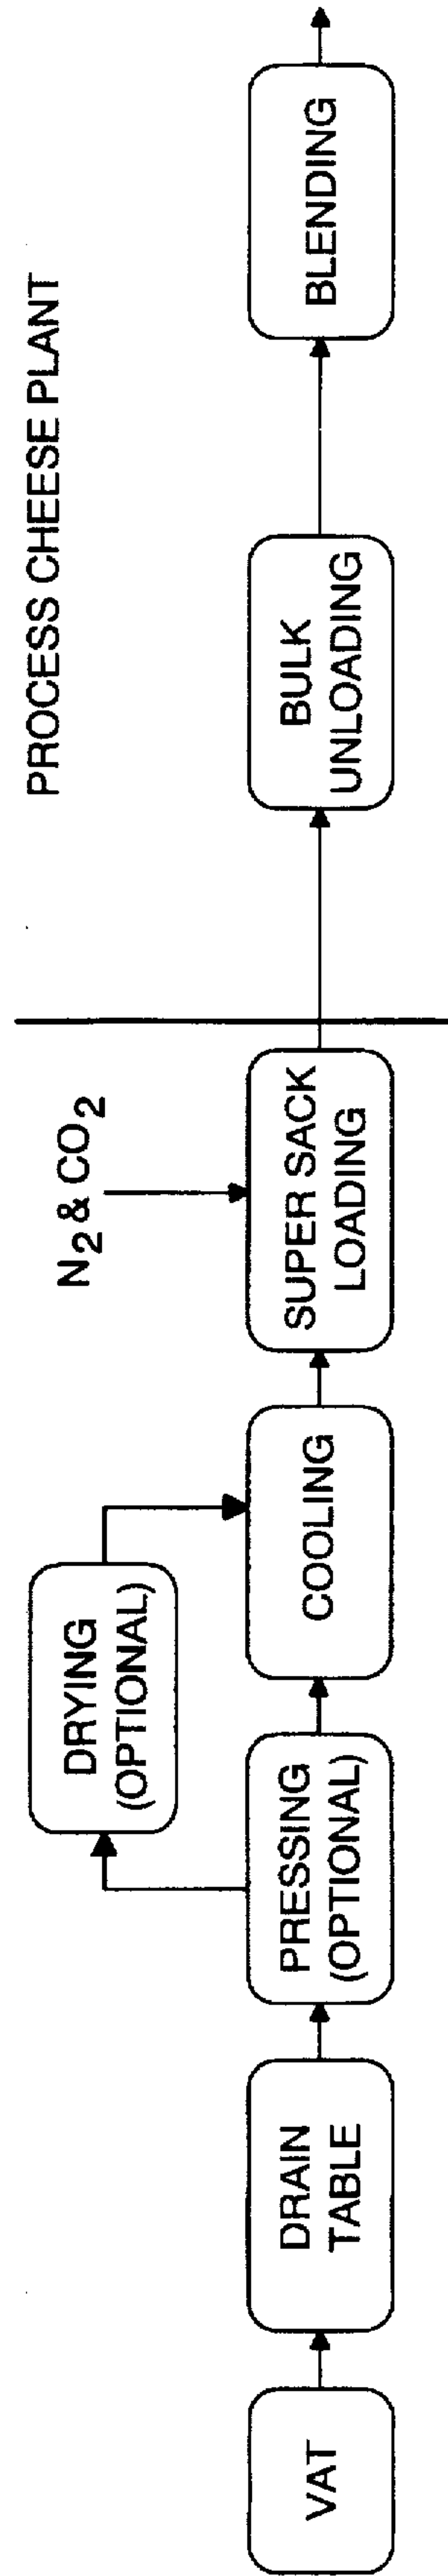 PROCESS CHEESE PLANT
N₂ & CO₂
DRYING
(OPTIONAL)
VAT
DRAIN
TABLE
PRESSING
(OPTIONAL)
COOLING
SUPER SACK
LOADING
BULK
UNLOADING
BLENDING